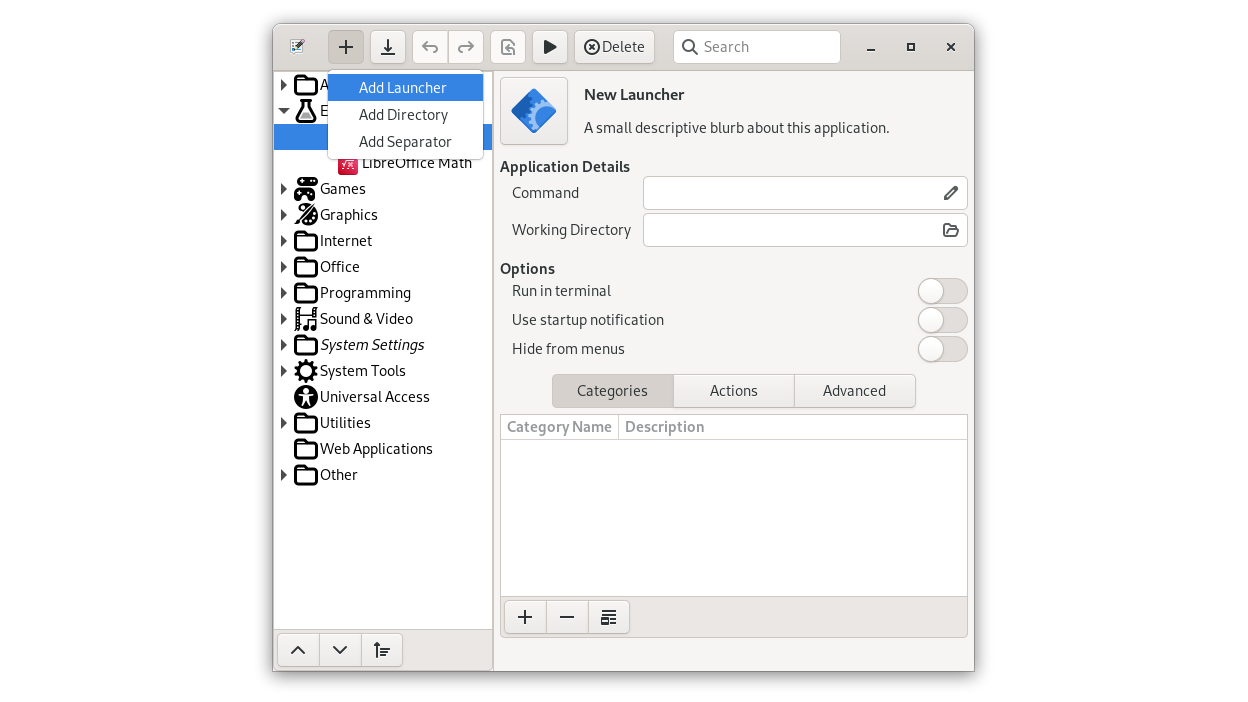 Delete
Search
Add Launcher
Add Directory
Add Separator
LibreOffice Math
Games
Graphics
Internet
Office
Programming
Sound & Video
System Settings
System Tools
Universal Access
Utilities
Web Applications
Other
New Launcher
A small descriptive blurb about this application.
Application Details
Command
Working Directory
Options
Run in terminal
Use startup notification
Hide from menus
Categories Actions Advanced
Category Name Description